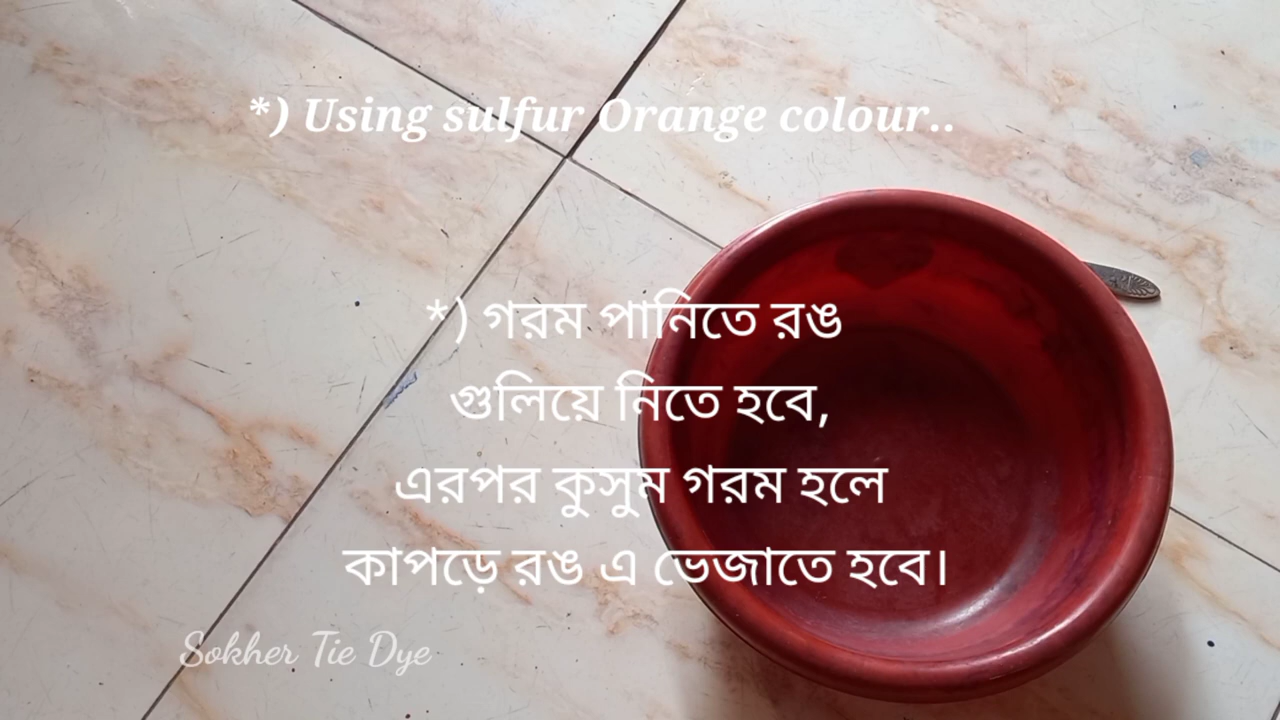 *) Using sulfur Orange colour..
*) গরম পানিতে রঙ
গুলিয়ে নিতে হবে,
এরপর কুসুম গরম হলে
কাপড়ে রঙ এ ভেজাতে হবে।
Sokher Tie Dye